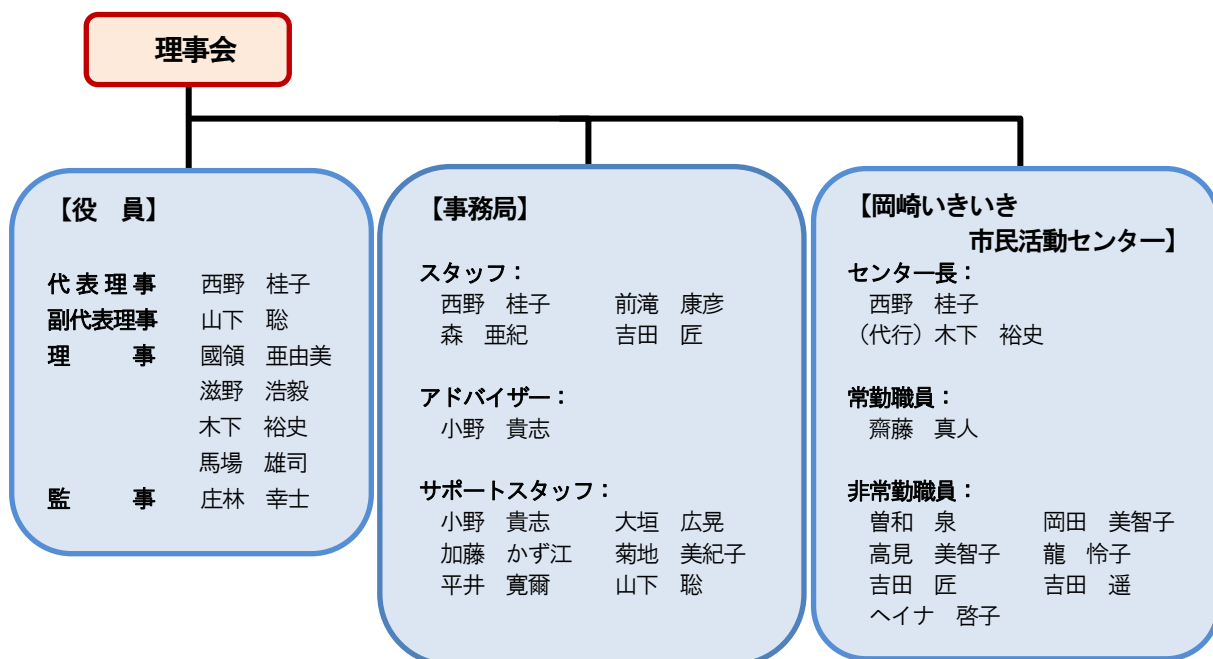 理事会
【役　員】
代 表 理 事　西野　桂子
副代表理事　山下　聡
理　　　事　國領　亜由美
滋野　浩毅
木下　裕史
馬場　雄司
監　　　事　庄林　幸士
【事務局】
スタッフ：
西野　桂子　前滝　康彦
森　亜紀　吉田　匠
アドバイザー：
小野　貴志
サポートスタッフ：
小野　貴志　大垣　広晃
加藤　かず江　菊地　美紀子
平井　寛爾　山下　聡
【岡崎いきいき
市民活動センター】
センター長：
西野　桂子
（代行）木下　裕史
常勤職員：
齋藤　真人
非常勤職員：
曽和　泉　岡田　美智子
高見　美智子　龍　怜子
吉田　匠　吉田　遥
ヘイナ　啓子